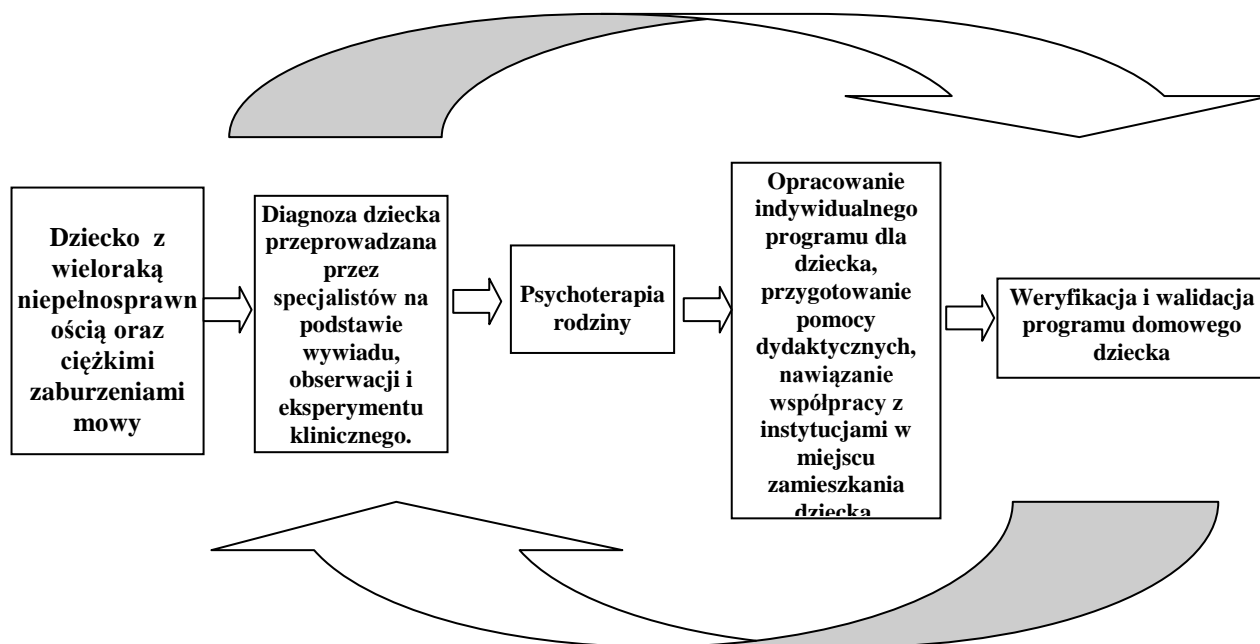 Dziecko z
wieloraką
niepełnosprawn
ością oraz
ciężkimi
zaburzeniami
mowy
Diagnoza dziecka
przeprowadzana
przez
specjalistów na
podstawie
wywiadu,
obserwacji i
eksperymentu
klinicznego.
Psychoterapia
rodziny
Opracowanie
indywidualnego
programu dla
dziecka,
przygotowanie
pomocy
dydaktycznych,
nawiązanie
współpracy z
instytucjami w
miejscu
zamieszkania
dziecka
Weryfikacja i walidacja
programu domowego
dziecka